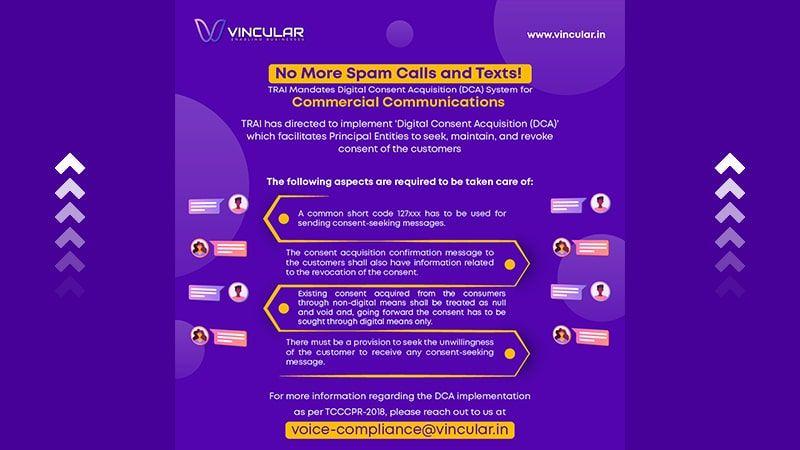 VINCULAR
ENABLING BUSINESSES
www.vincular.in
No More Spam Calls and Texts!
TRAI Mandates Digital Consent Acquisition (DCA) System for
Commercial Communications
TRAI has directed to implement 'Digital Consent Acquisition (DCA)'
which facilitates Principal Entities to seek, maintain, and revoke
consent of the customers
The following aspects are required to be taken care of:
A common short code 127xxx has to be used for
sending consent-seeking messages.
The consent acquisition confirmation message to
the customers shall also have information related
to the revocation of the consent.
Existing consent acquired from the consumers
through non-digital means shall be treated as null
and void and, going forward the consent has to be
sought through digital means only.
There must be a provision to seek the unwillingness
of the customer to receive any consent-seeking
message.
For more information regarding the DCA implementation
as per TCCCPR-2018, please reach out to us at
voice-compliance@vincular.in